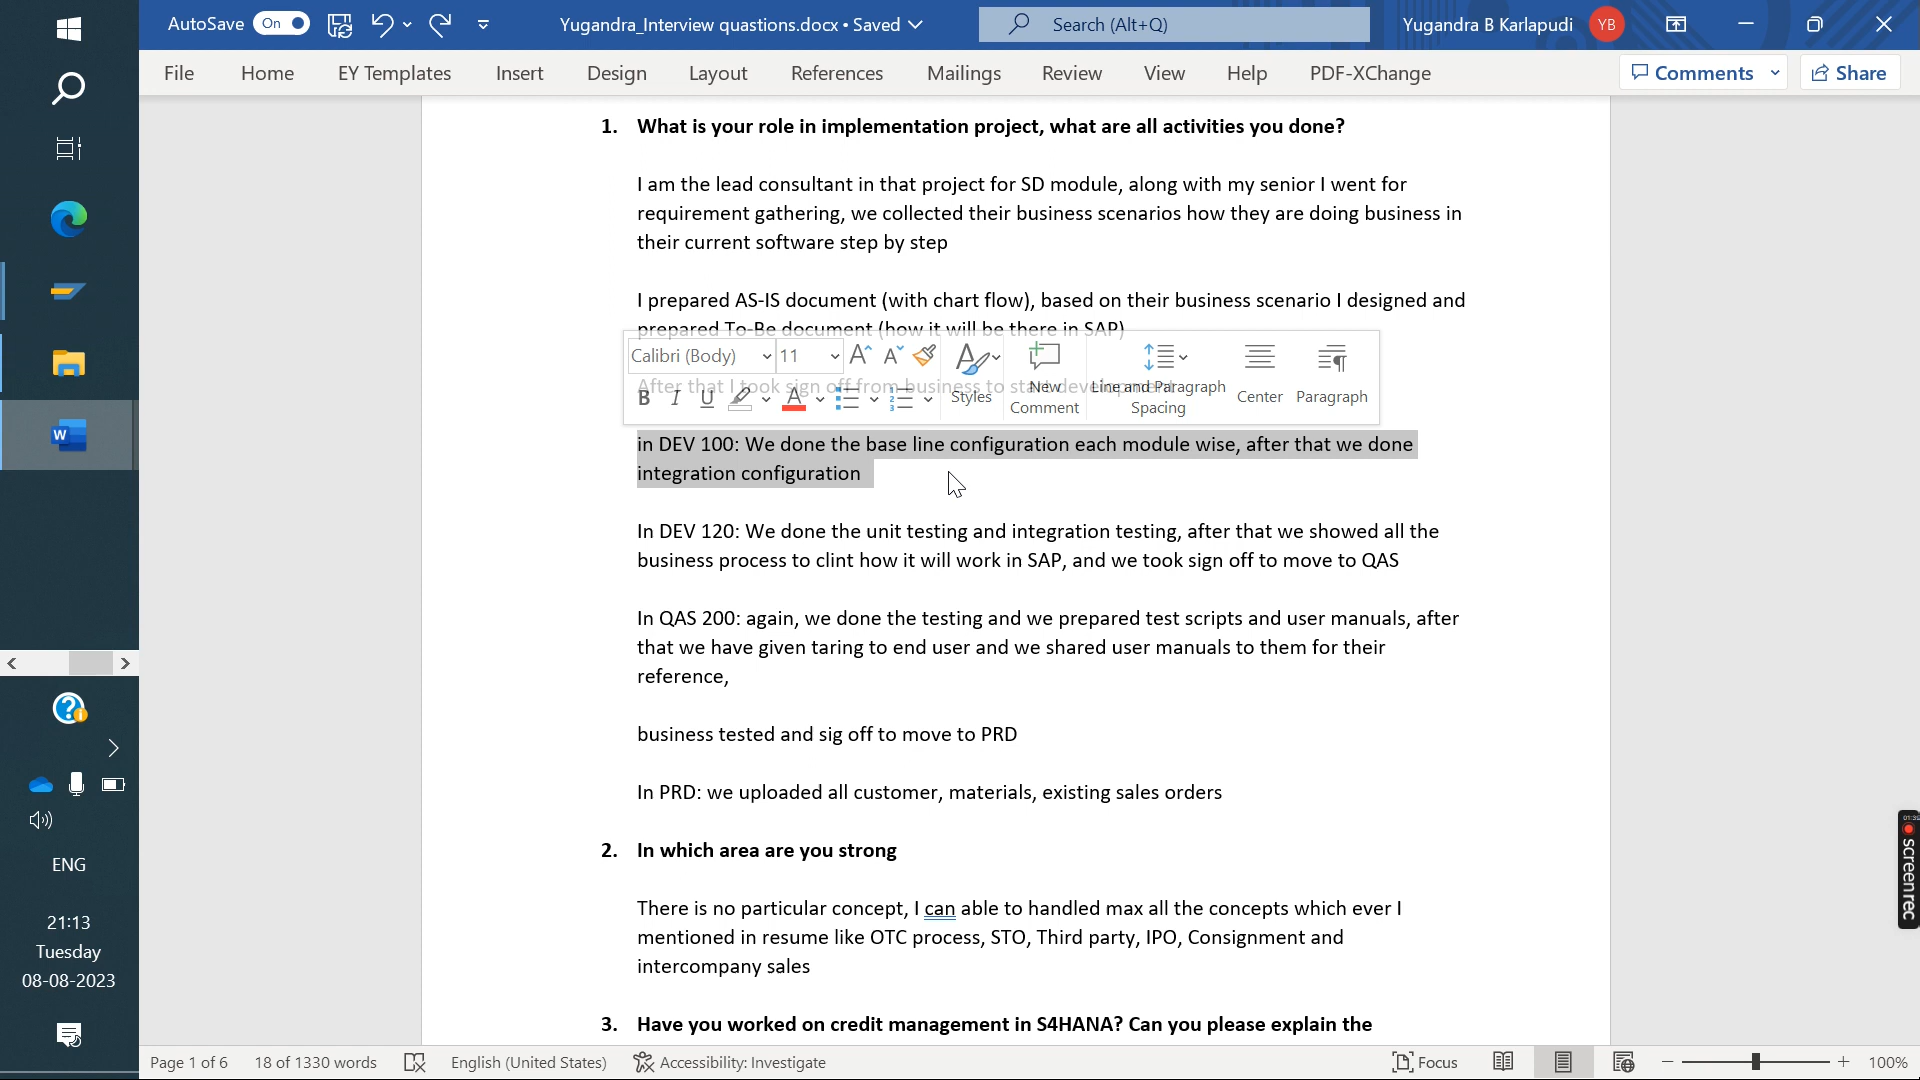 AutoSave On Yugandra_Interview quastions.docx • Saved Search (Alt+Q) Yugandra B Karlapudi YB
File Home EY Templates Insert Design Layout References Mailings Review View Help PDF-XChange Comments Share
1. What is your role in implementation project, what are all activities you done?
I am the lead consultant in that project for SD module, along with my senior I went for
requirement gathering, we collected their business scenarios how they are doing business in
their current software step by step
I prepared AS-IS document (with chart flow), based on their business scenario I designed and
prepared To-Be document (how it will be there in SAP)
Calibri (Body) 11
After that I took sign off from business to start development
B I U A Styles New Comment Line and Paragraph Spacing Center Paragraph
in DEV 100: We done the base line configuration each module wise, after that we done
integration configuration
In DEV 120: We done the unit testing and integration testing, after that we showed all the
business process to clint how it will work in SAP, and we took sign off to move to QAS
In QAS 200: again, we done the testing and we prepared test scripts and user manuals, after
that we have given taring to end user and we shared user manuals to them for their
reference,
business tested and sig off to move to PRD
In PRD: we uploaded all customer, materials, existing sales orders
2. In which area are you strong
There is no particular concept, I can able to handled max all the concepts which ever I
mentioned in resume like OTC process, STO, Third party, IPO, Consignment and
intercompany sales
3. Have you worked on credit management in S4HANA? Can you please explain the
ENG
21:13
Tuesday
08-08-2023
screenrec
Page 1 of 6 18 of 1330 words English (United States) Accessibility: Investigate Focus 100%